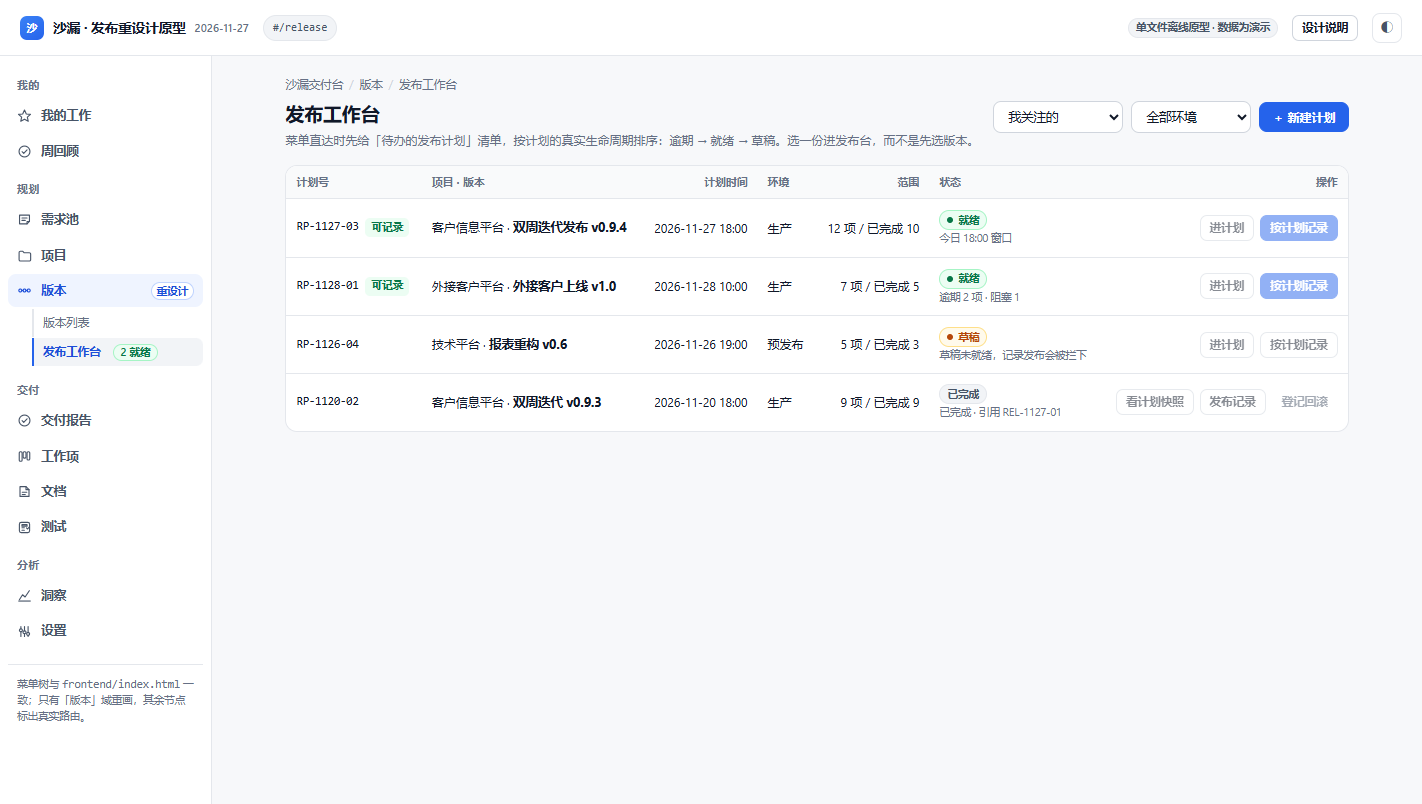 沙 沙漏 · 发布重设计原型 2026-11-27 #/release 单文件离线原型 · 数据为演示 设计说明
我的
我的工作
周回顾
规划
需求池
项目
版本 重设计
版本列表
发布工作台 2 就绪
交付
交付报告
工作项
文档
测试
分析
洞察
设置
菜单树与 frontend/index.html 一
致；只有「版本」域重画，其余节点
标出真实路由。
沙漏交付台 / 版本 / 发布工作台
发布工作台
我关注的 全部环境 + 新建计划
菜单直达时先给「待办的发布计划」清单，按计划的真实生命周期排序：逾期 → 就绪 → 草稿。选一份进发布台，而不是先选版本。
计划号 项目 · 版本 计划时间 环境 范围 状态 操作
RP-1127-03 可记录 客户信息平台 · 双周迭代发布 v0.9.4 2026-11-27 18:00 生产 12 项 / 已完成 10 就绪 进计划 按计划记录
今日 18:00 窗口
RP-1128-01 可记录 外接客户平台 · 外接客户上线 v1.0 2026-11-28 10:00 生产 7 项 / 已完成 5 就绪 进计划 按计划记录
逾期 2 项 · 阻塞 1
RP-1126-04 技术平台 · 报表重构 v0.6 2026-11-26 19:00 预发布 5 项 / 已完成 3 草稿 进计划 按计划记录
草稿未就绪，记录发布会被拦下
RP-1120-02 客户信息平台 · 双周迭代 v0.9.3 2026-11-20 18:00 生产 9 项 / 已完成 9 已完成 看计划快照 发布记录 登记回滚
已完成 · 引用 REL-1127-01